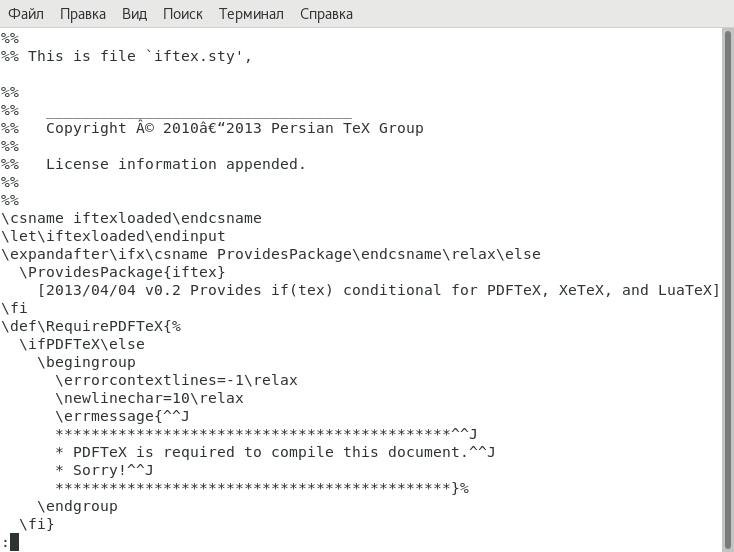 Файл Правка Вид Поиск Терминал Справка
%%
%% This is file `iftex.sty',
%%
%%   __________________________________
%%   Copyright Â© 2010â€“2013 Persian TeX Group
%%
%%   License information appended.
%%
%%
\csname iftexloaded\endcsname
\let\iftexloaded\endinput
\expandafter\ifx\csname ProvidesPackage\endcsname\relax\else
  \ProvidesPackage{iftex}
    [2013/04/04 v0.2 Provides if(tex) conditional for PDFTeX, XeTeX, and LuaTeX]
\fi
\def\RequirePDFTeX{%
  \ifPDFTeX\else
    \begingroup
      \errorcontextlines=-1\relax
      \newlinechar=10\relax
      \errmessage{^^J
      ********************************************^^J
      * PDFTeX is required to compile this document.^^J
      * Sorry!^^J
      ********************************************}%
    \endgroup
  \fi}
: